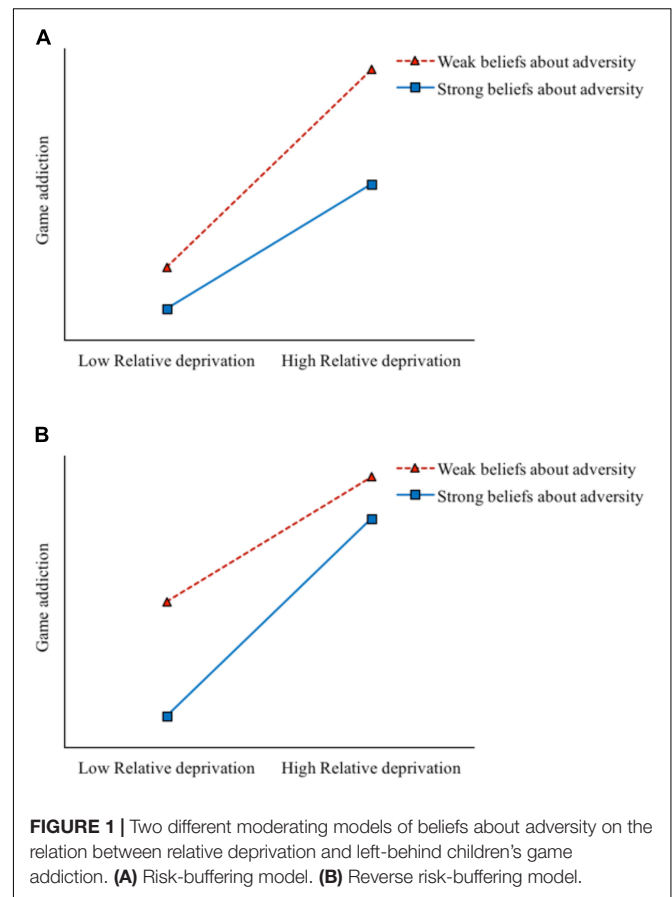 A
Weak beliefs about adversity
Strong beliefs about adversity
Game addiction
Low Relative deprivation High Relative deprivation
B
Weak beliefs about adversity
Strong beliefs about adversity
Game addiction
Low Relative deprivation High Relative deprivation
FIGURE 1 | Two different moderating models of beliefs about adversity on the
relation between relative deprivation and left-behind children's game
addiction. (A) Risk-buffering model. (B) Reverse risk-buffering model.